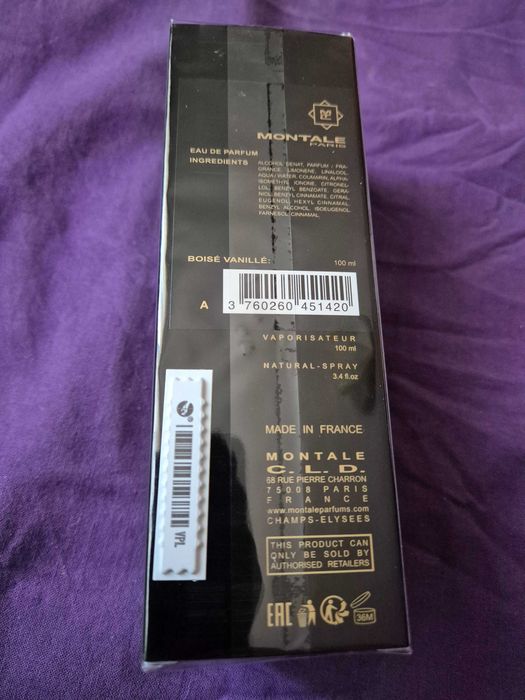 MONTALE
PARIS
EAU DE PARFUM
INGREDIENTS
ALCOHOL DENAT, PARFUM / FRA-
GRANCE, LIMONENE, LINALOOL,
AQUA / WATER, COUMARIN, ALPHA-
ISOMETHYL IONONE, CITRONEL-
LOL, BENZYL BENZOATE, GERA-
NIOL, BENZYL CINNAMATE, CITRAL,
EUGENOL, HEXYL CINNAMAL,
BENZYL ALCOHOL, ISOEUGENOL,
FARNESOL, CINNAMAL.
BOISÉ VANILLÉ: 100 ml
A 3 760260 451420
VAPORISATEUR
100 ml
NATURAL-SPRAY
3.4 fl.oz
MADE IN FRANCE
MONTALE
C. L. D.
68 RUE PIERRE CHARRON
75008 PARIS
FRANCE
www.montaleparfums.com
CHAMPS-ELYSEES
THIS PRODUCT CAN
ONLY BE SOLD BY
AUTHORISED RETAILERS
EAC 36M
YPL